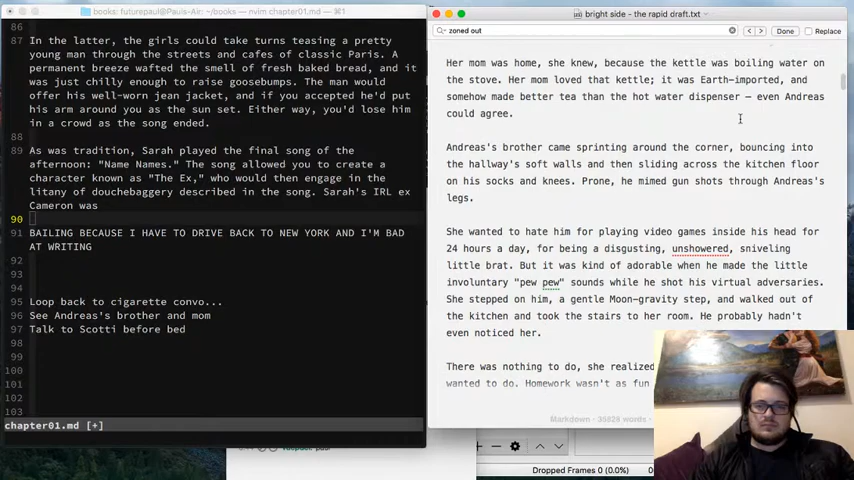 books: futurepaul@Pauls-Air: ~/books — nvim chapter01.md — ⌘1
86
87 In the latter, the girls could take turns teasing a pretty
young man through the streets and cafes of classic Paris. A
permanent breeze wafted the smell of fresh baked bread, and it
was just chilly enough to raise goosebumps. The man would
offer his well-worn jean jacket, and if you accepted he'd put
his arm around you as the sun set. Either way, you'd lose him
in a crowd as the song ended.
88
89 As was tradition, Sarah played the final song of the
afternoon: "Name Names." The song allowed you to create a
character known as "The Ex," who would then engage in the
litany of douchebaggery described in the song. Sarah's IRL ex
Cameron was
90
91 BAILING BECAUSE I HAVE TO DRIVE BACK TO NEW YORK AND I'M BAD
AT WRITING
92
93
94
95 Loop back to cigarette convo...
96 See Andreas's brother and mom
97 Talk to Scotti before bed
98
99
100
101
102
103
chapter01.md [+]
bright side - the rapid draft.txt
zoned out
Done
Replace
Her mom was home, she knew, because the kettle was boiling water on
the stove. Her mom loved that kettle; it was Earth-imported, and
somehow made better tea than the hot water dispenser – even Andreas
could agree.
Andreas's brother came sprinting around the corner, bouncing into
the hallway's soft walls and then sliding across the kitchen floor
on his socks and knees. Prone, he mimed gun shots through Andreas's
legs.
She wanted to hate him for playing video games inside his head for
24 hours a day, for being a disgusting, unshowered, sniveling
little brat. But it was kind of adorable when he made the little
involuntary "pew pew" sounds while he shot his virtual adversaries.
She stepped on him, a gentle Moon-gravity step, and walked out of
the kitchen and took the stairs to her room. He probably hadn't
even noticed her.
There was nothing to do, she realized
wanted to do. Homework wasn't as fun
Markdown
words
Dropped Frames 0 (0.0%)